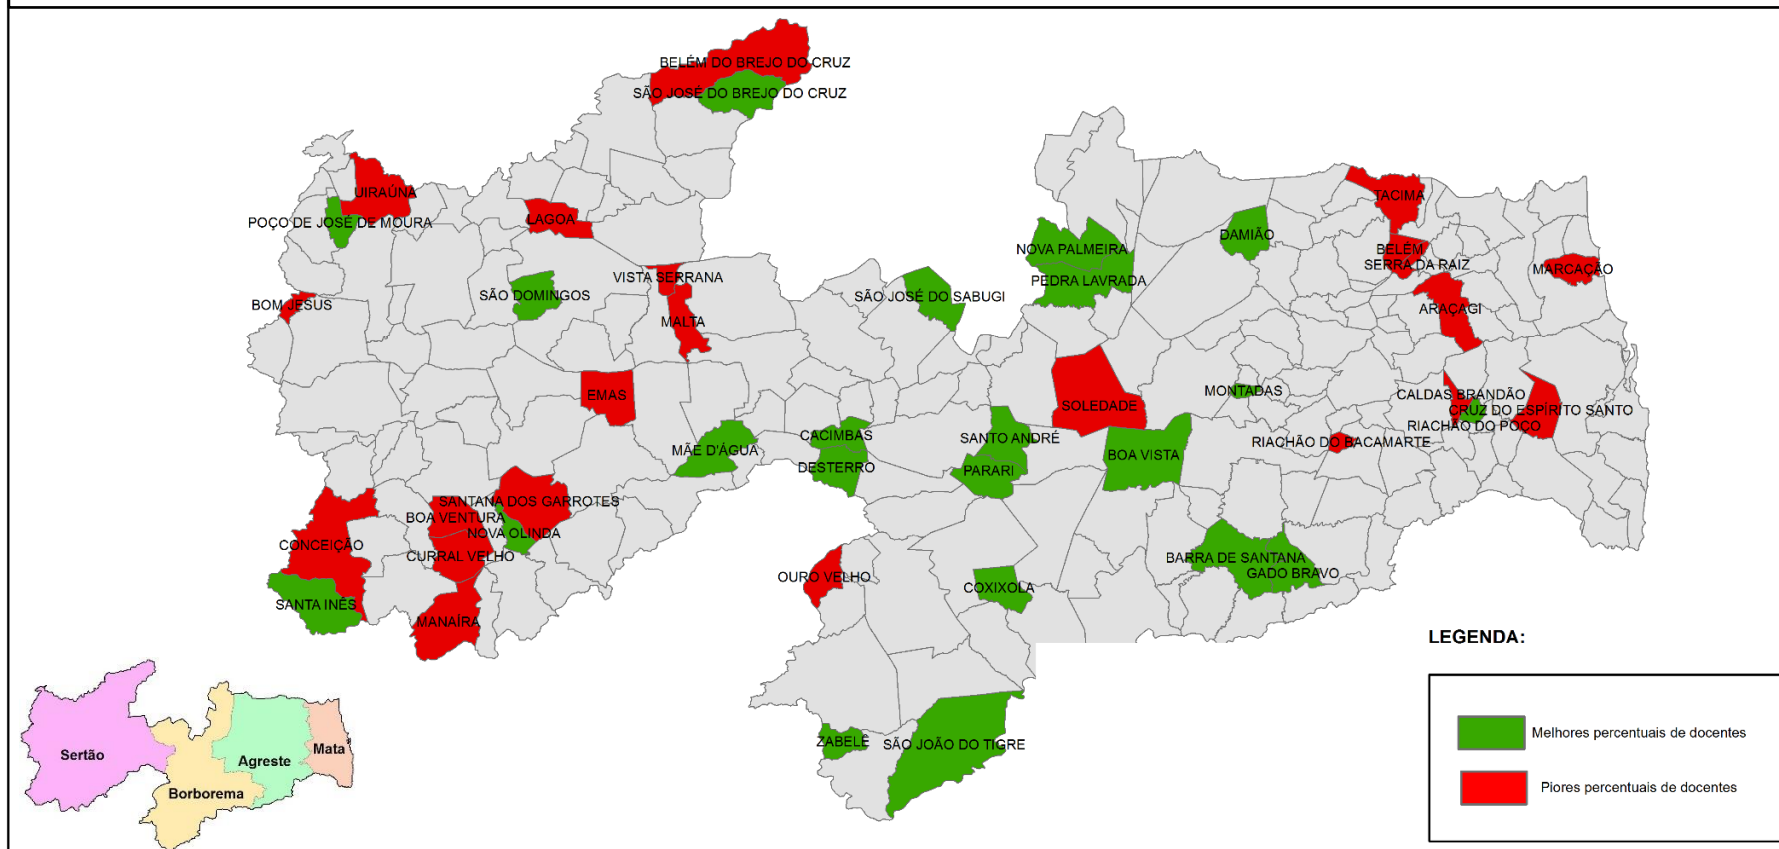 BELÉM DO BREJO DO CRUZ
SÃO JOSÉ DO BREJO DO CRUZ
UIRAÚNA
POÇO DE JOSÉ DE MOURA
LAGOA
TACIMA
DAMIÃO
NOVA PALMEIRA
BELÉM
SERRA DA RAIZ
MARCAÇÃO
VISTA SERRANA
PEDRA LAVRADA
SÃO DOMINGOS
SÃO JOSÉ DO SABUGI
BOM JESUS
MALTA
ARAÇAGI
EMAS
MONTADAS
CALDAS BRANDÃO
SOLEDADE
CRUZ DO ESPÍRITO SANTO
RIACHÃO DO POÇO
CACIMBAS
SANTO ANDRÉ
RIACHÃO DO BACAMARTE
MÃE D'ÁGUA
BOA VISTA
DESTERRO
PARARI
SANTANA DOS GARROTES
BOA VENTURA
NOVA OLINDA
CONCEIÇÃO
CURRAL VELHO
BARRA DE SANTANA
GADO BRAVO
OURO VELHO
COXIXOLA
SANTA INÊS
MANAÍRA
ZABELÊ
SÃO JOÃO DO TIGRE
Sertão
Borborema
Agreste
Mata
LEGENDA:
Melhores percentuais de docentes
Piores percentuais de docentes